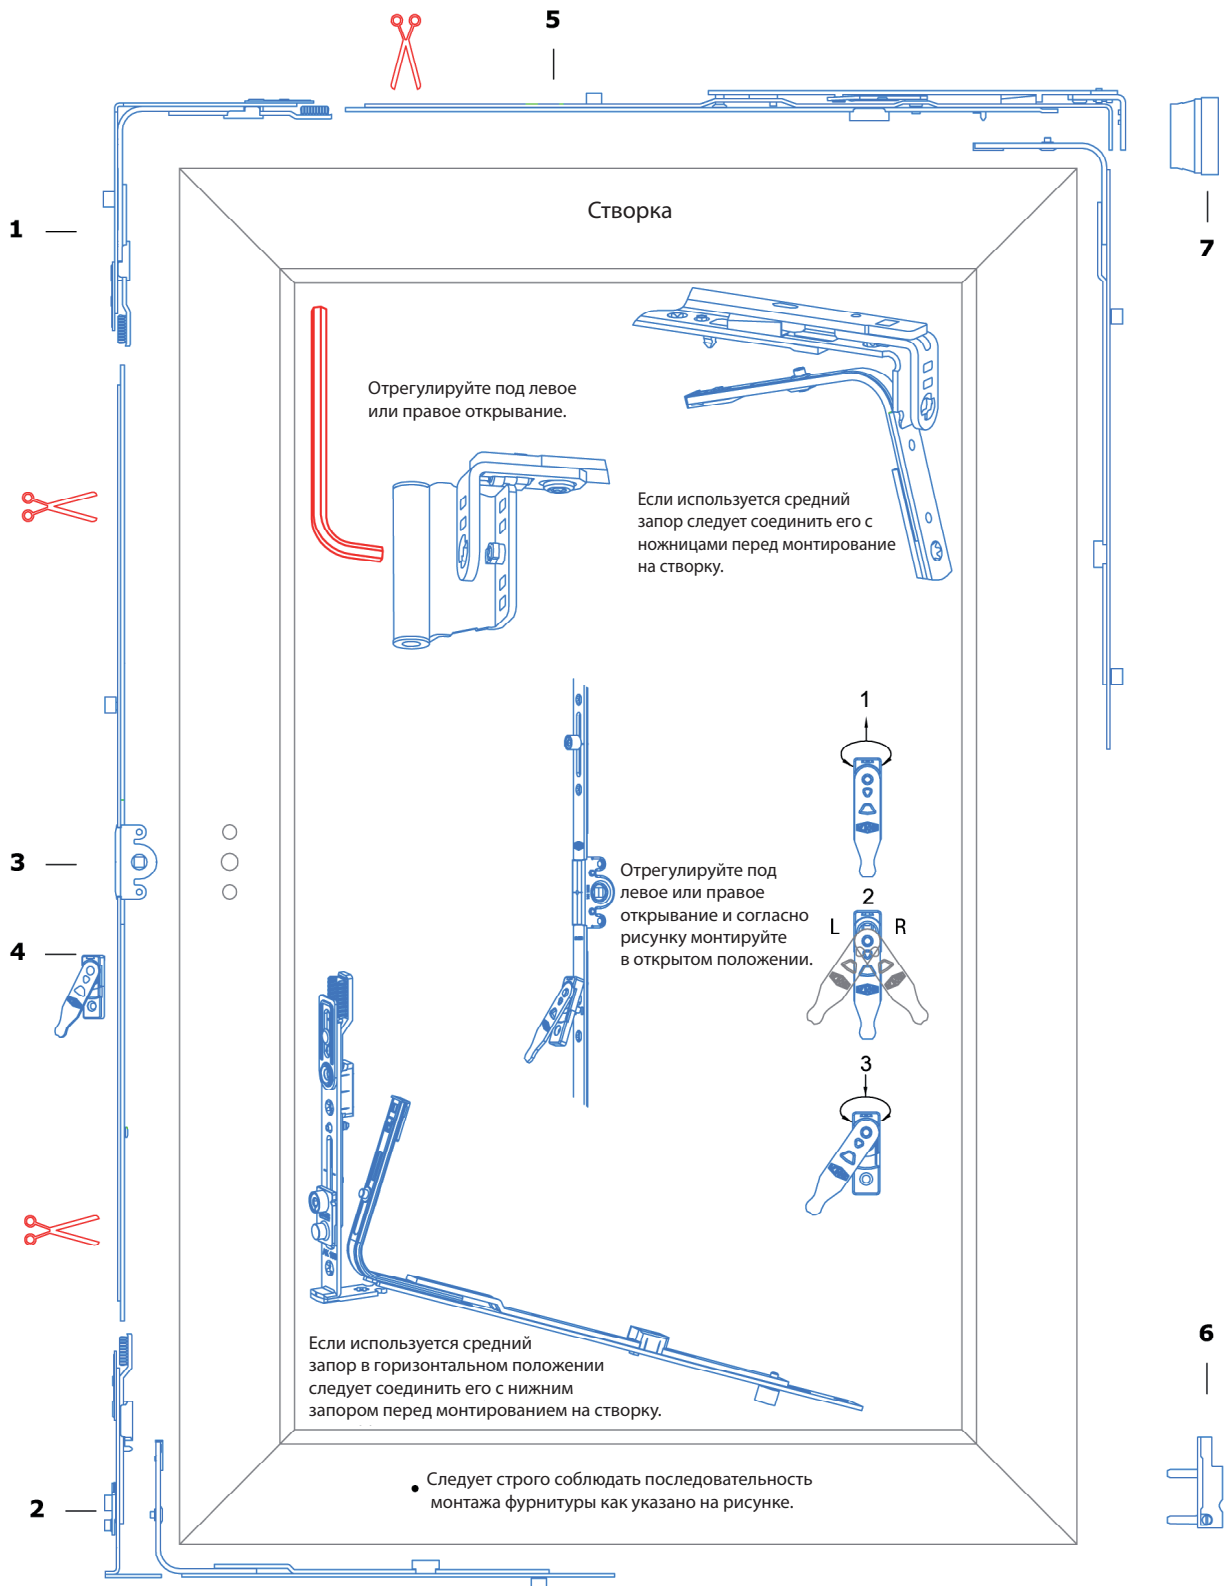 5
1
Створка
7
Отрегулируйте под левое
или правое открывание.
Если используется средний
запор следует соединить его с
ножницами перед монтирование
на створку.
1
3
Отрегулируйте под
левое или правое
открывание и согласно
рисунку монтируйте
в открытом положении.
2
L
R
4
3
Если используется средний
запор в горизонтальном положении
следует соединить его с нижним
запором перед монтированием на створку.
6
2
• Следует строго соблюдать последовательность
монтажа фурнитуры как указано на рисунке.